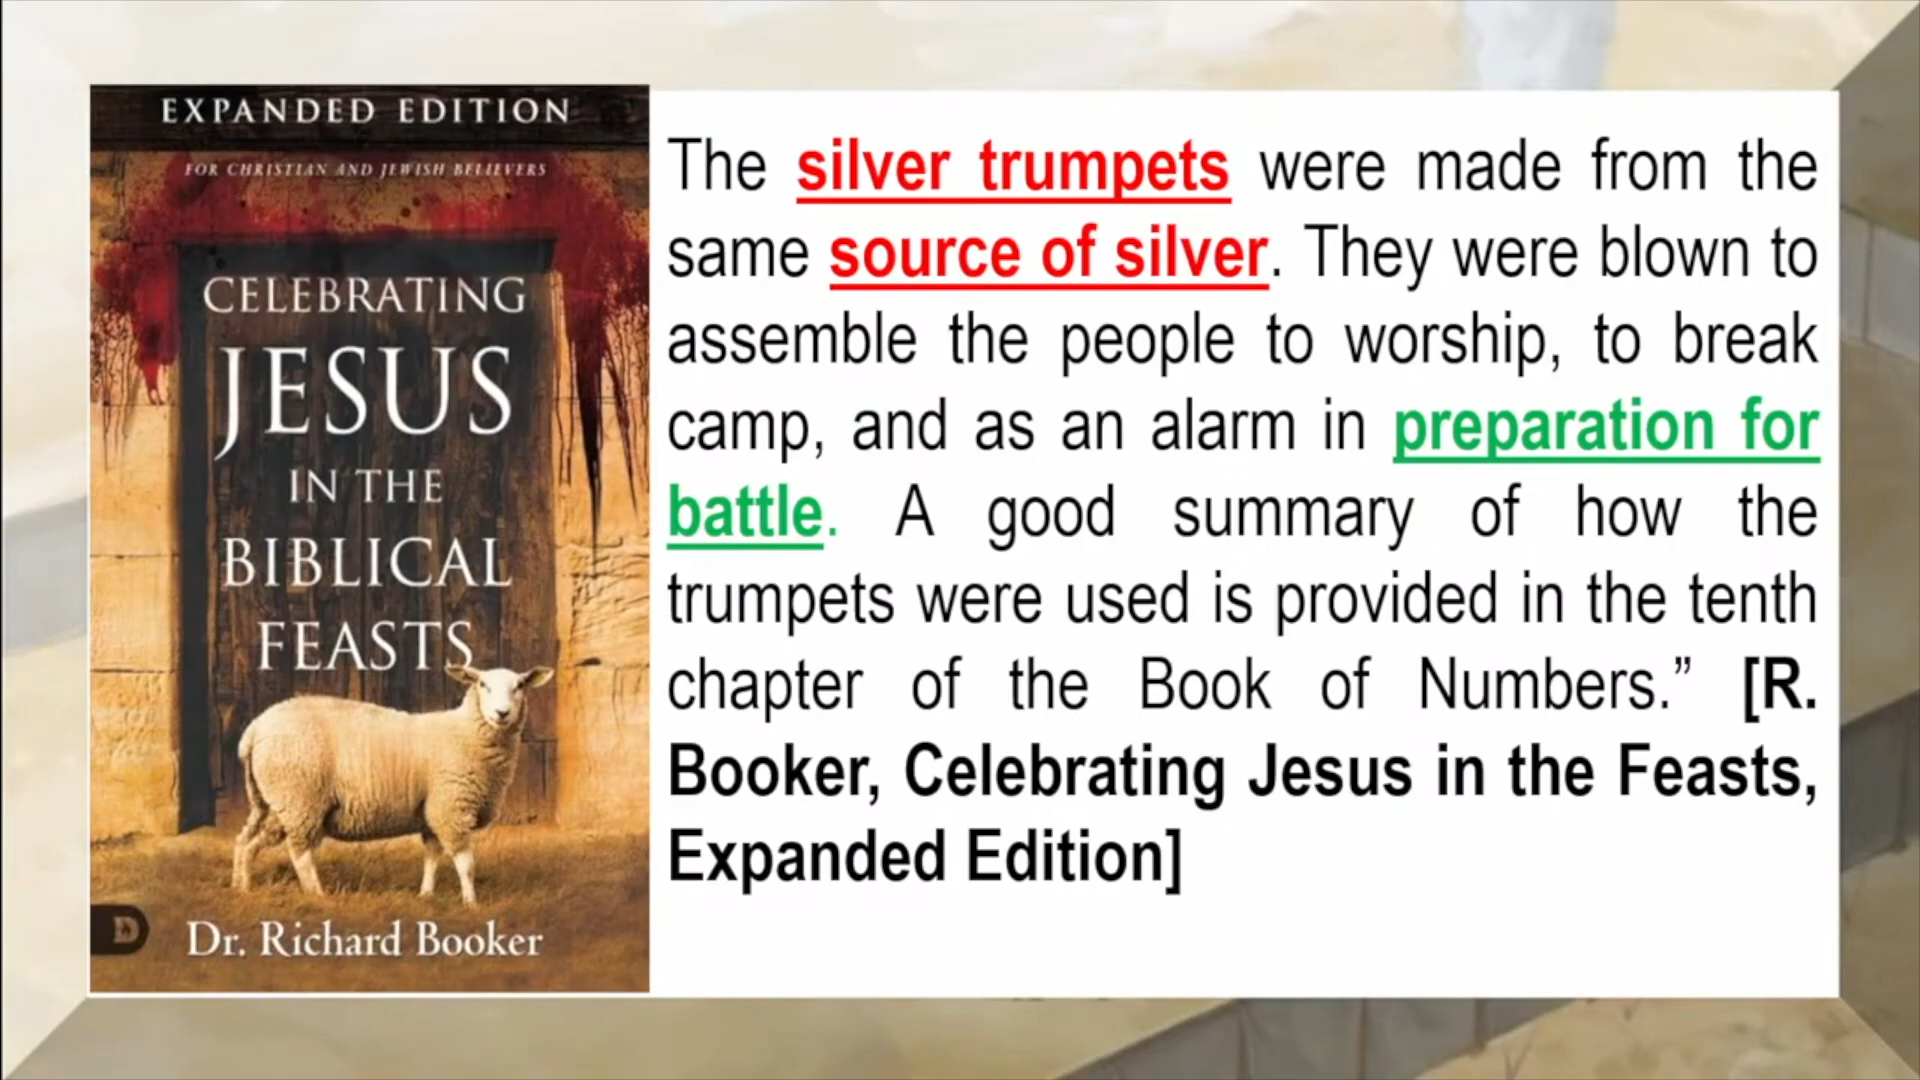 EXPANDED EDITION
FOR CHRISTIAN AND JEWISH BELIEVERS
CELEBRATING
JESUS
IN THE
BIBLICAL
FEASTS
Dr. Richard Booker
The silver trumpets were made from the
same source of silver. They were blown to
assemble the people to worship, to break
camp, and as an alarm in preparation for
battle. A good summary of how the
trumpets were used is provided in the tenth
chapter of the Book of Numbers.” [R.
Booker, Celebrating Jesus in the Feasts,
Expanded Edition]